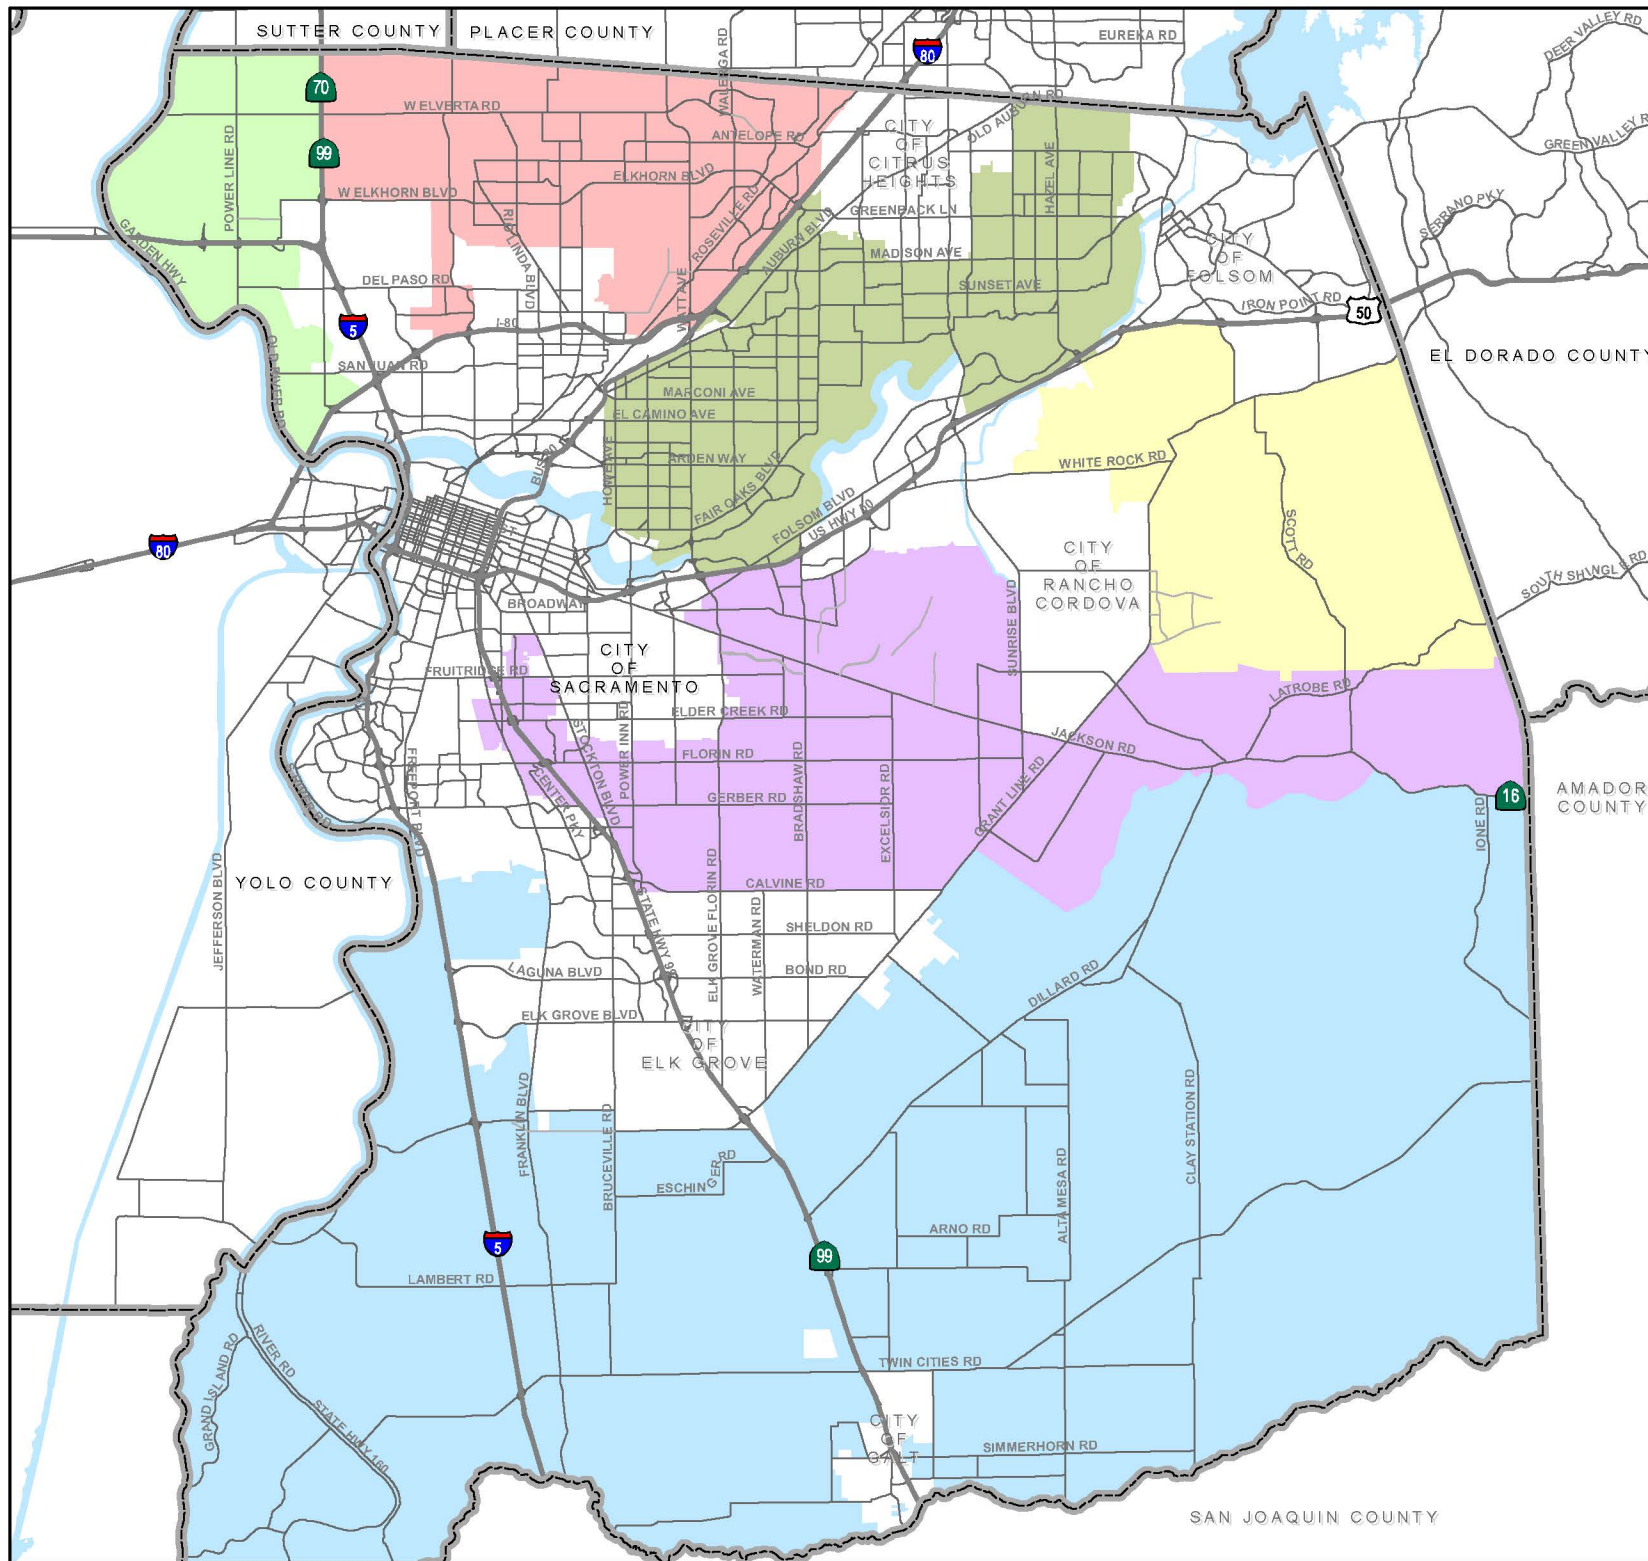 SUTTER COUNTY
PLACER COUNTY
EUREKA RD
DEER VALLEY RD
80
70
WALERGA RD
W ELVERTA RD
OLD AUBURN RD
CITY
OF
CITRUS
HEIGHTS
ANTELOPE RD
GREEN VALLEY R
99
POWER LINE RD
ELKHORN BLVD
HAZEL AVE
W ELKHORN BLVD
ROSEVILLE RD
SERRANO PKY
GREENBACK LN
RIO LINDA BLVD
AUBURN BLVD
GARDEN HWY
CITY
OF
FOLSOM
MADISON AVE
DEL PASO RD
SUNSET AVE
WATT AVE
IRON POINT RD
50
I-80
5
EL DORADO COUNTY
OLD RIVER RD
SAN JUAN RD
MARCONI AVE
EL CAMINO AVE
ARDEN WAY
WHITE ROCK RD
BUS 80
HOWE AVE
FAIR OAKS BLVD
FOLSOM BLVD
US HWY 50
SCOTT RD
80
CITY
OF
RANCHO
CORDOVA
SOUTH SHINGLE RD
BROADWAY
SUNRISE BLVD
CITY
OF
SACRAMENTO
FRUITRIDGE RD
LATROBE RD
ELDER CREEK RD
STOCKTON BLVD
POWER INN RD
JACKSON RD
FLORIN RD
FREEPORT BLVD
BRADSHAW RD
EXCELSIOR RD
GRANT LINE RD
CENTER PKY
GERBER RD
16
AMADOR
COUNTY
IONE RD
YOLO COUNTY
JEFFERSON BLVD
CALVINE RD
STATE HWY 99
ELK GROVE FLORIN RD
WATERMAN RD
SHELDON RD
LAGUNA BLVD
BOND RD
DILLARD RD
ELK GROVE BLVD
CITY
OF
ELK GROVE
FRANKLIN BLVD
BRUCEVILLE RD
CLAY STATION RD
ESCHINGER RD
ALTA MESA RD
ARNO RD
5
99
LAMBERT RD
GRAND ISLAND RD
RIVER RD
TWIN CITIES RD
STATE HWY 160
CITY
OF
GALT
SIMMERHORN RD
SAN JOAQUIN COUNTY